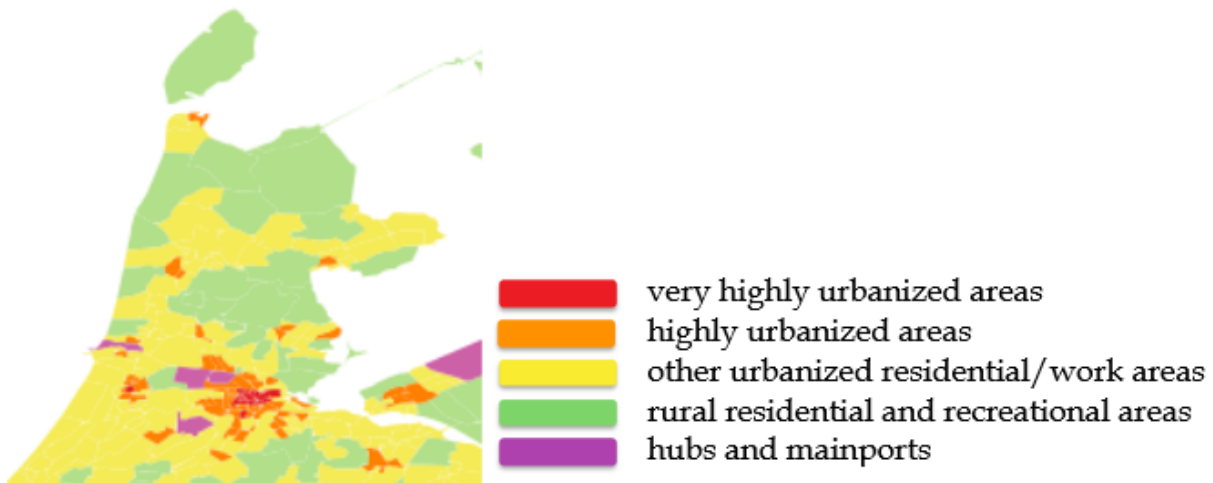 very highly urbanized areas
highly urbanized areas
other urbanized residential/work areas
rural residential and recreational areas
hubs and mainports